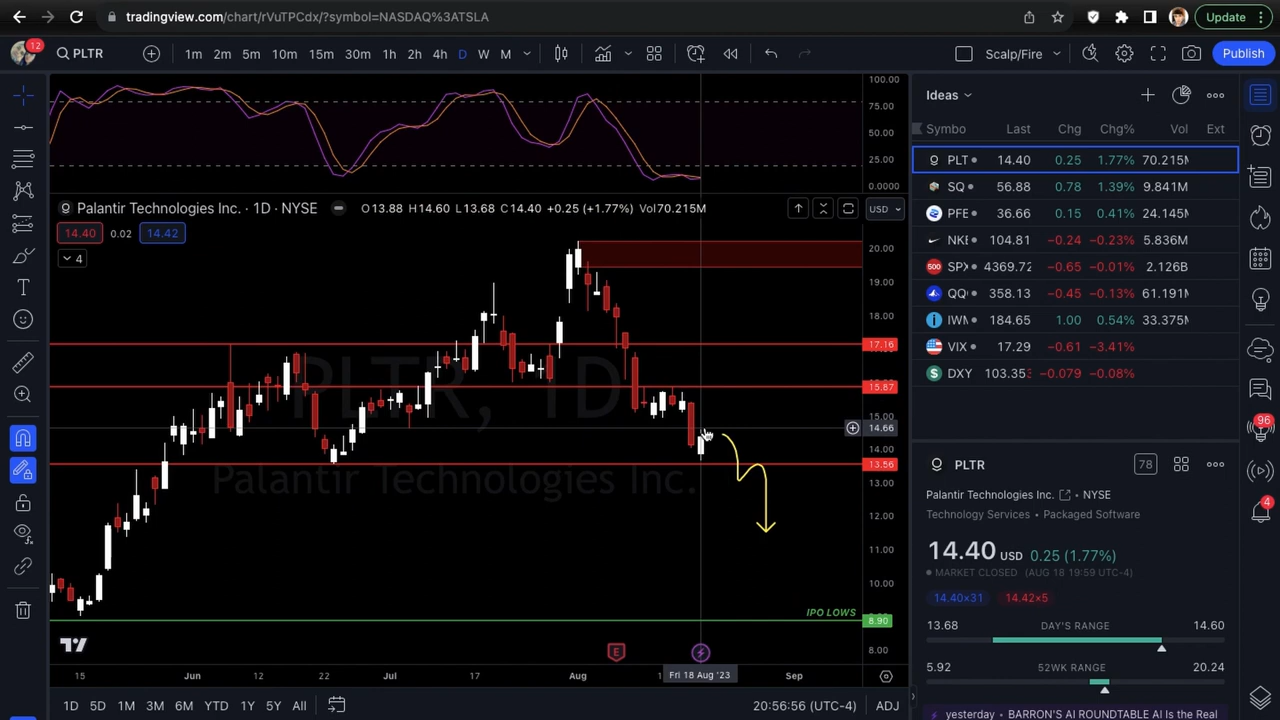 tradingview.com/chart/rVuTPCdx/?symbol=NASDAQ%3ATSLA
Update
12
PLTR
1m 2m 5m 10m 15m 30m 1h 2h 4h D W M
Scalp/Fire
Publish
100.00
75.00
50.00
25.00
0.0000
Palantir Technologies Inc. · 1D · NYSE
O13.88 H14.60 L13.68 C14.40 +0.25 (+1.77%) Vol70.215M
USD
14.40 0.02 14.42
4
20.00
19.00
18.00
17.16
15.87
15.00
14.66
14.00
13.56
13.00
12.00
11.00
10.00
8.90
8.00
PLTR, 1D
Palantir Technologies Inc.
IPO LOWS
E
15 Jun 12 22 Jul 17 Aug Fri 18 Aug '23 Sep
1D 5D 1M 3M 6M YTD 1Y 5Y All
20:56:56 (UTC-4) ADJ
Ideas
Symbo Last Chg Chg% Vol Ext
PLT 14.40 0.25 1.77% 70.215M
SQ 56.88 0.78 1.39% 9.841M
PFE 36.66 0.15 0.41% 24.145M
NKE 104.81 −0.24 −0.23% 5.836M
500 SPX 4369.72 −0.65 −0.01% 2.126B
QQ 358.13 −0.45 −0.13% 61.191M
IWM 184.65 1.00 0.54% 33.375M
VIX 17.29 −0.61 −3.41%
DXY 103.35 −0.079 −0.08%
PLTR
78
Palantir Technologies Inc. • NYSE
Technology Services • Packaged Software
14.40 USD 0.25 (1.77%)
MARKET CLOSED (AUG 18 19:59 UTC-4)
14.40×31 14.42×5
13.68 DAY'S RANGE 14.60
5.92 52WK RANGE 20.24
yesterday • BARRON'S AI ROUNDTABLE AI Is the Real
96
4